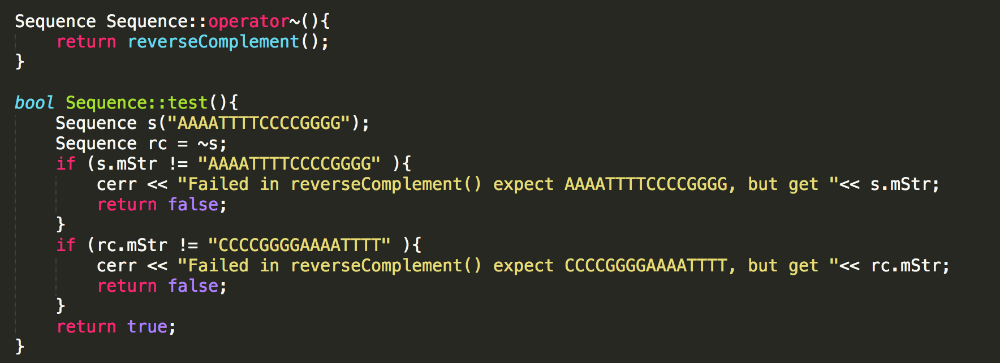 Sequence Sequence::operator~(){
    return reverseComplement();
}

bool Sequence::test(){
    Sequence s("AAAATTTTCCCCGGGG");
    Sequence rc = ~s;
    if (s.mStr != "AAAATTTTCCCCGGGG" ){
        cerr << "Failed in reverseComplement() expect AAAATTTTCCCCGGGG, but get "<< s.mStr;
        return false;
    }
    if (rc.mStr != "CCCCGGGGAAAATTTT" ){
        cerr << "Failed in reverseComplement() expect CCCCGGGGAAAATTTT, but get "<< rc.mStr;
        return false;
    }
    return true;
}